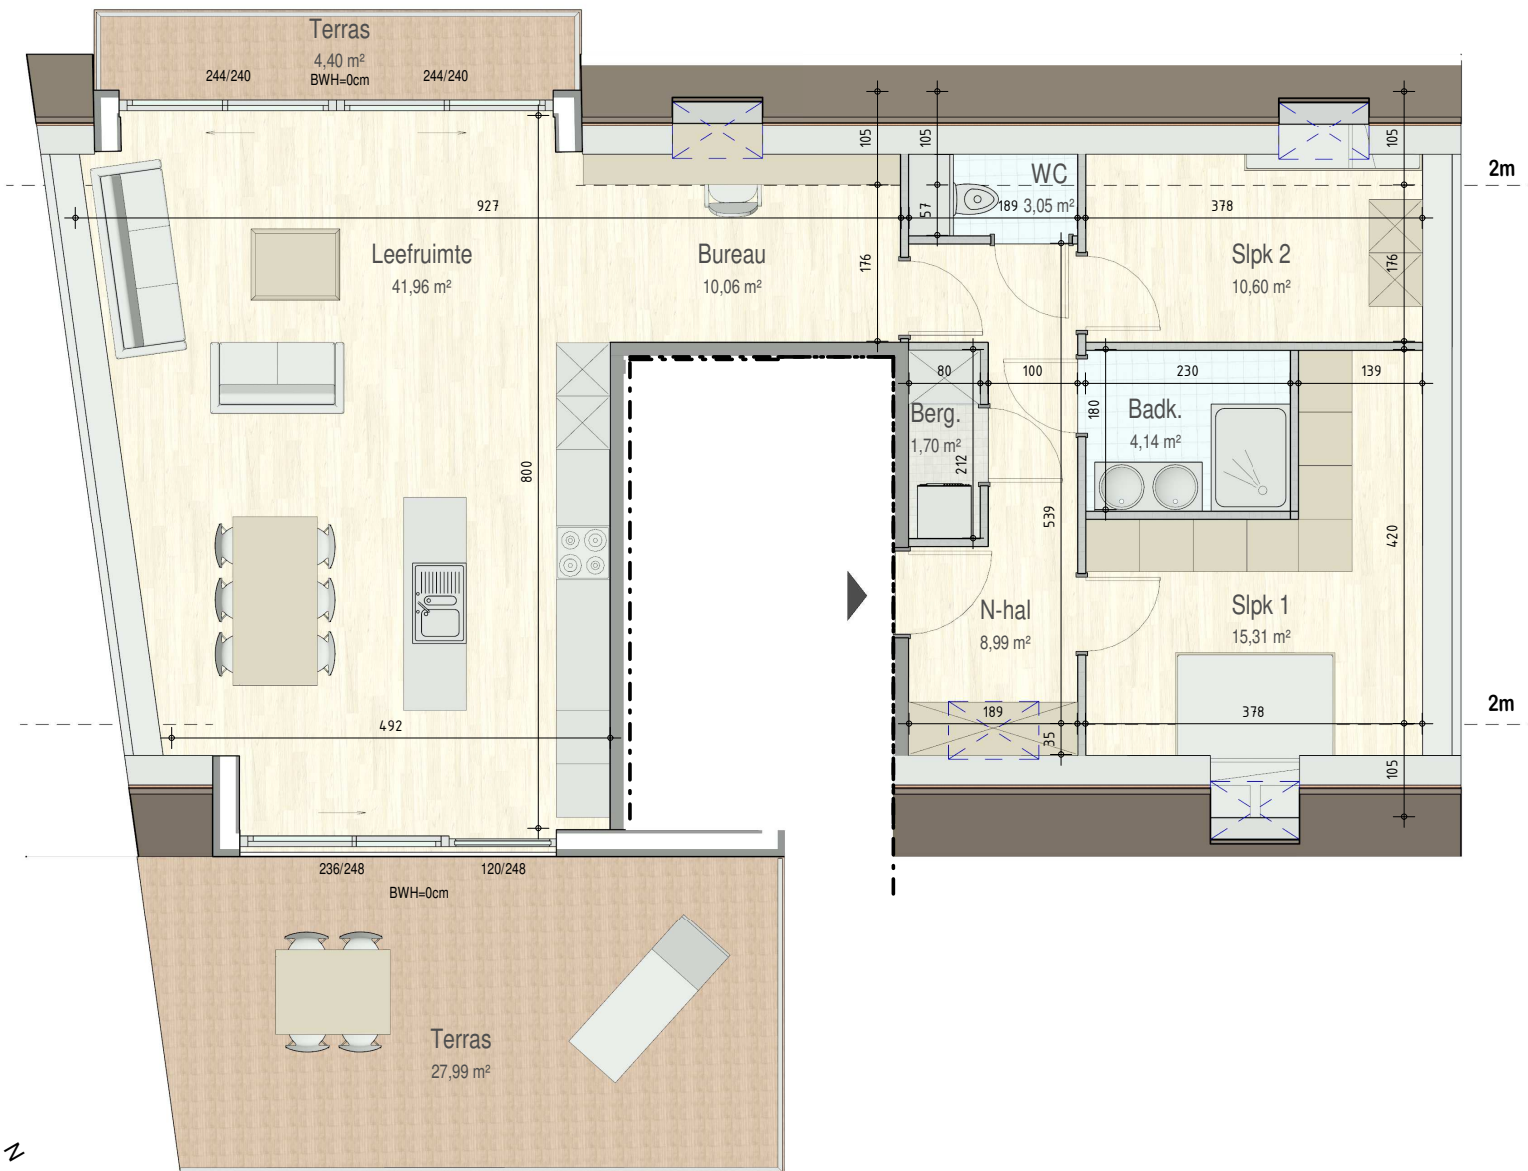 Terras
4,40 m²
244/240
BWH=0cm
244/240
105
105
105
2m
WC
3,05 m²
189
57
927
378
Leefruimte
41,96 m²
Bureau
10,06 m²
176
Slpk 2
10,60 m²
176
80
100
230
139
Berg.
1,70 m²
212
180
Badk.
4,14 m²
800
539
420
N-hal
8,99 m²
Slpk 1
15,31 m²
2m
492
189
35
378
105
236/248
120/248
BWH=0cm
Terras
27,99 m²
N